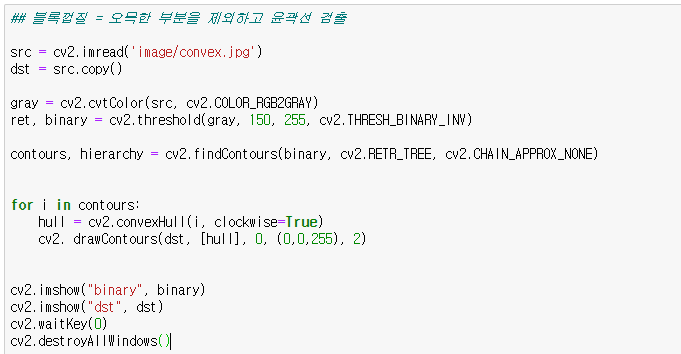 ## 블록껍질 = 오목한 부분을 제외하고 윤곽선 검출
src = cv2.imread('image/convex.jpg')
dst = src.copy()
gray = cv2.cvtColor(src, cv2.COLOR_RGB2GRAY)
ret, binary = cv2.threshold(gray, 150, 255, cv2.THRESH_BINARY_INV)
contours, hierarchy = cv2.findContours(binary, cv2.RETR_TREE, cv2.CHAIN_APPROX_NONE)
for i in contours:
    hull = cv2.convexHull(i, clockwise=True)
    cv2. drawContours(dst, [hull], 0, (0,0,255), 2)
cv2.imshow("binary", binary)
cv2.imshow("dst", dst)
cv2.waitKey(0)
cv2.destroyAllWindows()